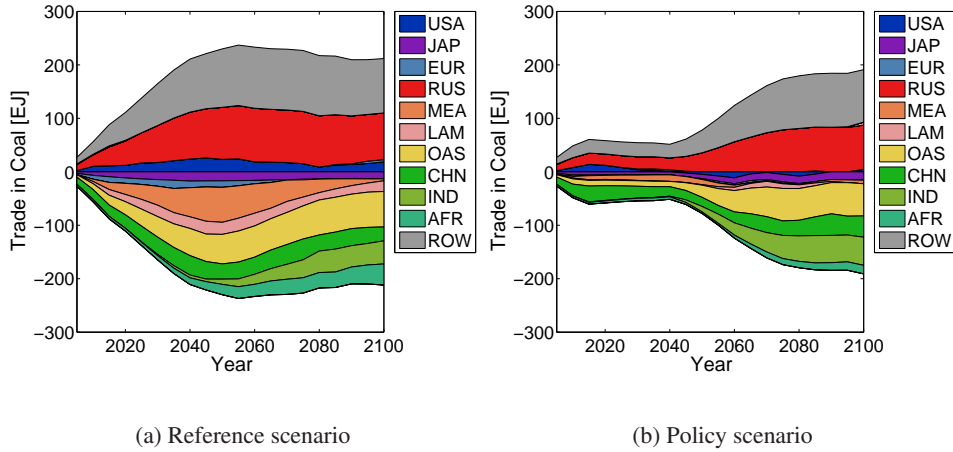 300
200
100
0
−100
−200
−300
Trade in Coal [EJ]
2020 2040 2060 2080 2100
Year
USA
JAP
EUR
RUS
MEA
LAM
OAS
CHN
IND
AFR
ROW
(a) Reference scenario
300
200
100
0
−100
−200
−300
Trade in Coal [EJ]
2020 2040 2060 2080 2100
Year
USA
JAP
EUR
RUS
MEA
LAM
OAS
CHN
IND
AFR
ROW
(b) Policy scenario